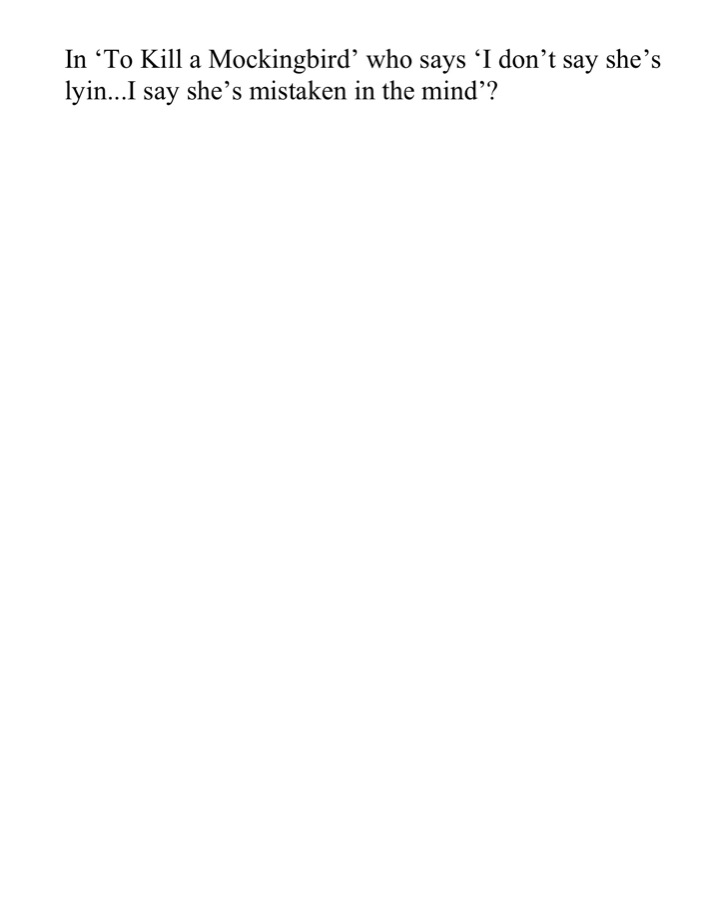 In ‘To Kill a Mockingbird’ who says ‘I don’t say she’s
lyin...I say she’s mistaken in the mind’?